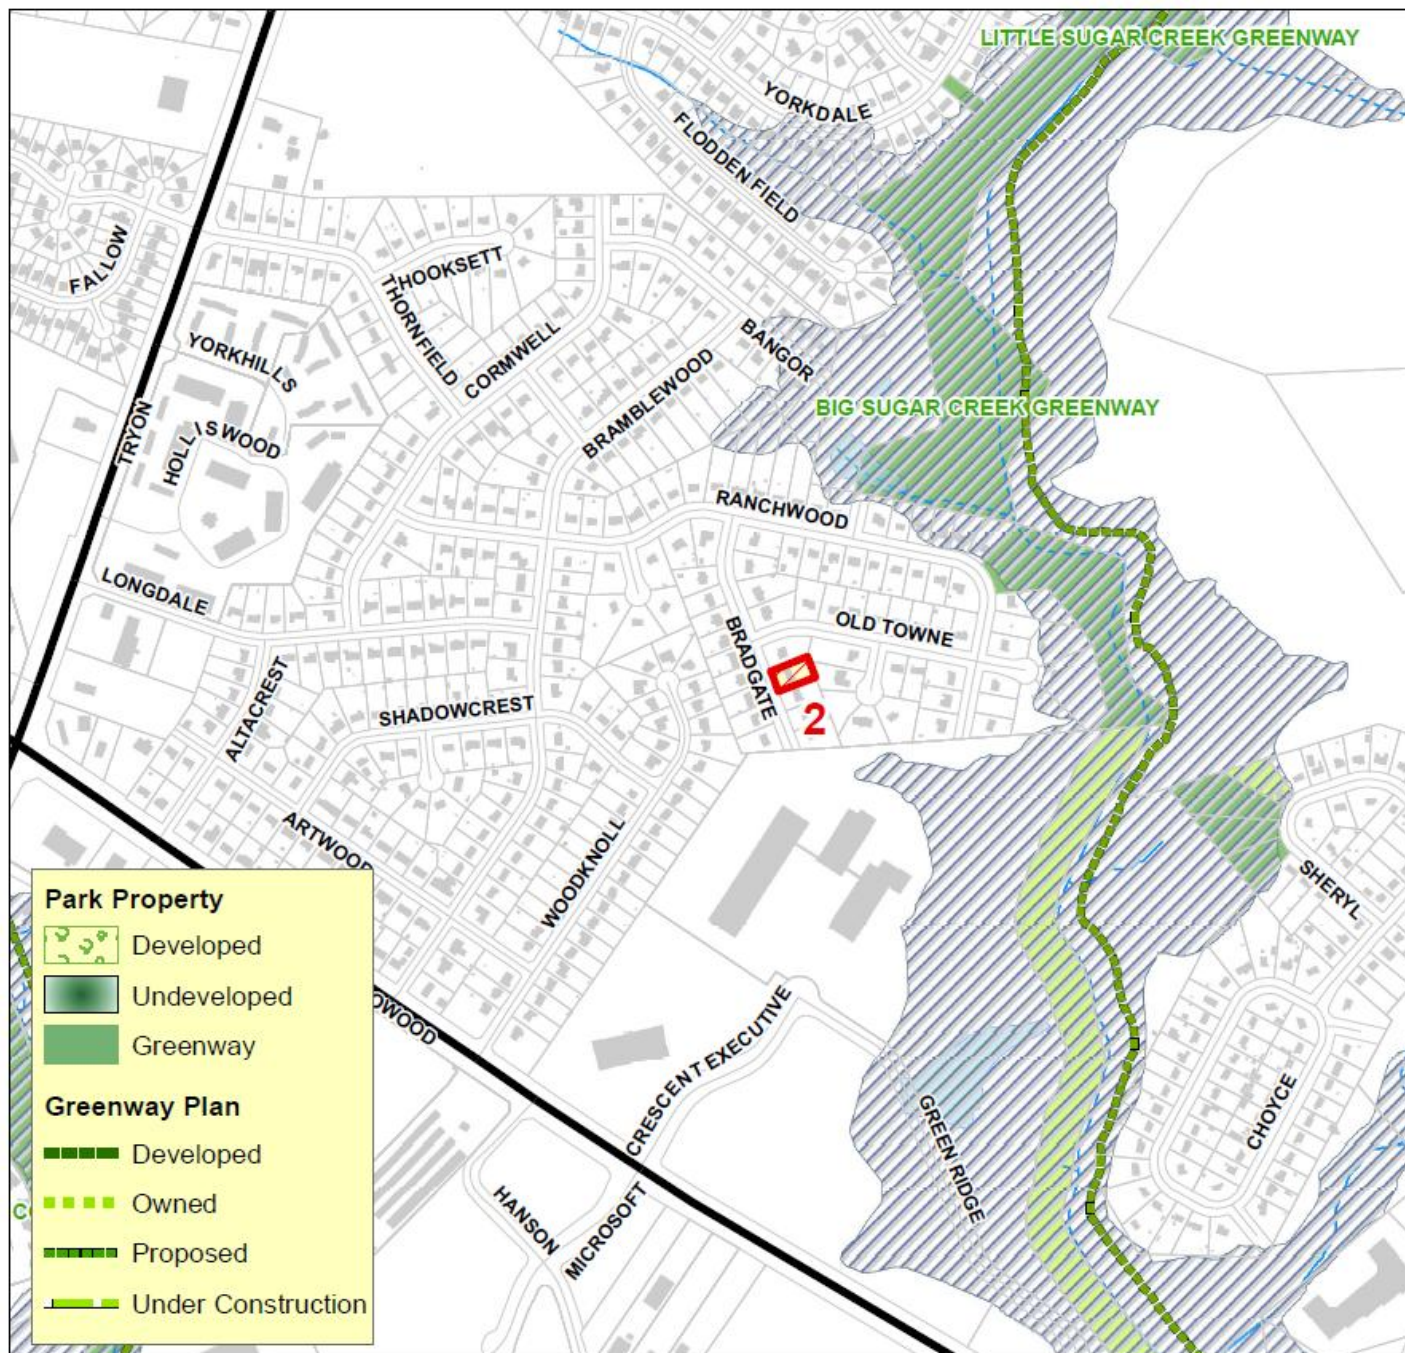 LITTLE SUGAR CREEK GREENWAY
YORKDALE
FLODDEN FIELD
FALLOW
HOOKSETT
THORNFIELD
CORMWELL
YORKHILLS
BANGOR
BRAMBLEWOOD
BIG SUGAR CREEK GREENWAY
TRYON
HOLLISWOOD
RANCHWOOD
LONGDALE
BRADGATE
OLD TOWNE
ALTACREST
SHADOWCREST
2
ARTWOOD
WOODKNOLL
SHERYL
OWOOD
CRESCENT EXECUTIVE
GREEN RIDGE
CHOYCE
HANSON
MICROSOFT
Park Property
Developed
Undeveloped
Greenway
Greenway Plan
Developed
Owned
Proposed
Under Construction